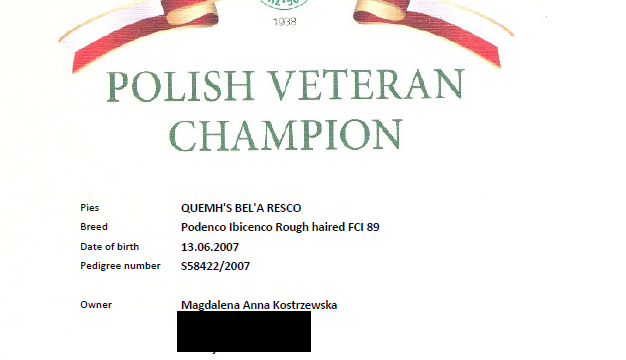 1938
POLISH VETERAN
CHAMPION
Pies QUEMH'S BEL'A RESCO
Breed Podenco Ibicenco Rough haired FCI 89
Date of birth 13.06.2007
Pedigree number S58422/2007
Owner Magdalena Anna Kostrzewska